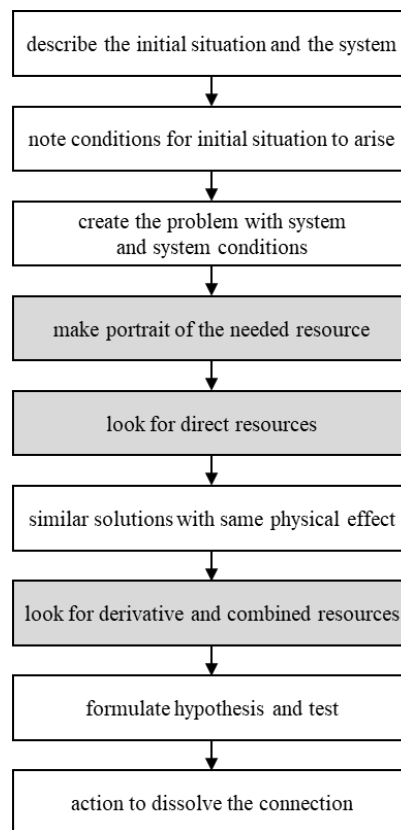 describe the initial situation and the system
note conditions for initial situation to arise
create the problem with system
and system conditions
make portrait of the needed resource
look for direct resources
similar solutions with same physical effect
look for derivative and combined resources
formulate hypothesis and test
action to dissolve the connection